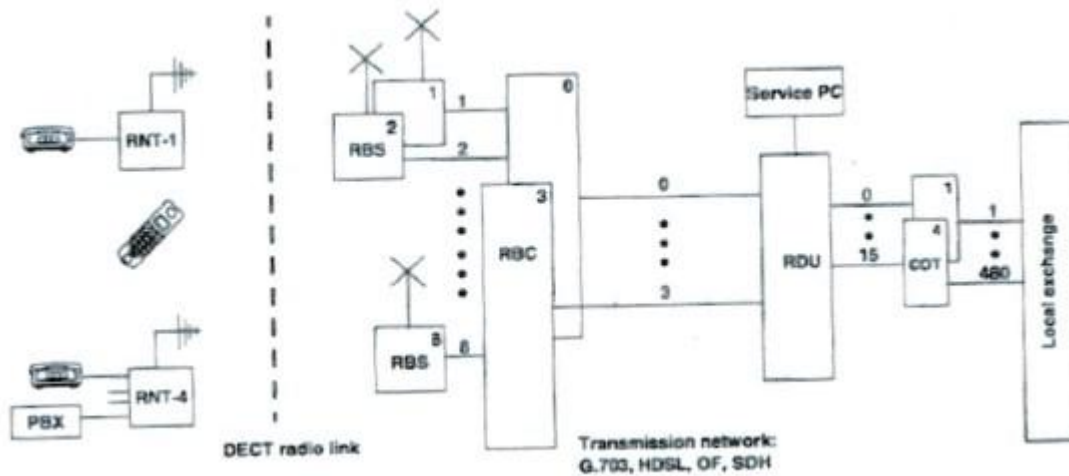 RNT-1
RNT-4
PBX
DECT radio link
1
2
RBS
1
2
8
RBS
8
0
3
RBC
0
3
Service PC
RDU
0
15
1
4
COT
1
480
Local exchange
Transmission network:
G.703, HDSL, OF, SDH